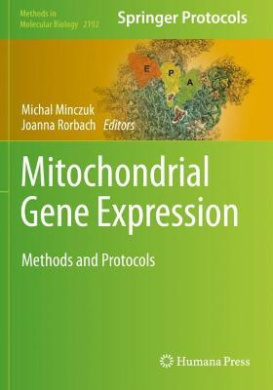 Methods in
Molecular Biology 2192
Springer Protocols
Michal Minczuk
Joanna Rorbach Editors
E
P
A
Mitochondrial
Gene Expression
Methods and Protocols
Humana Press